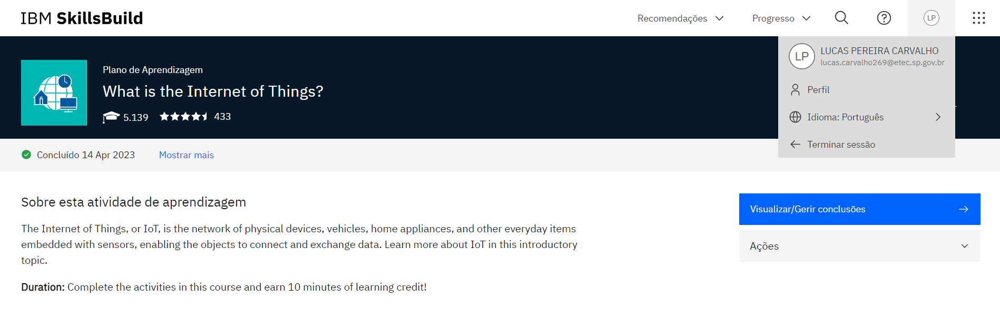 IBM SkillsBuild
Recomendações
Progresso
LP
LP
LUCAS PEREIRA CARVALHO
lucas.carvalho269@etec.sp.gov.br
Perfil
Idioma: Português
Terminar sessão
Plano de Aprendizagem
What is the Internet of Things?
5.139
433
Concluído 14 Apr 2023
Mostrar mais
Sobre esta atividade de aprendizagem
The Internet of Things, or IoT, is the network of physical devices, vehicles, home appliances, and other everyday items
embedded with sensors, enabling the objects to connect and exchange data. Learn more about IoT in this introductory
topic.
Duration: Complete the activities in this course and earn 10 minutes of learning credit!
Visualizar/Gerir conclusões
Ações